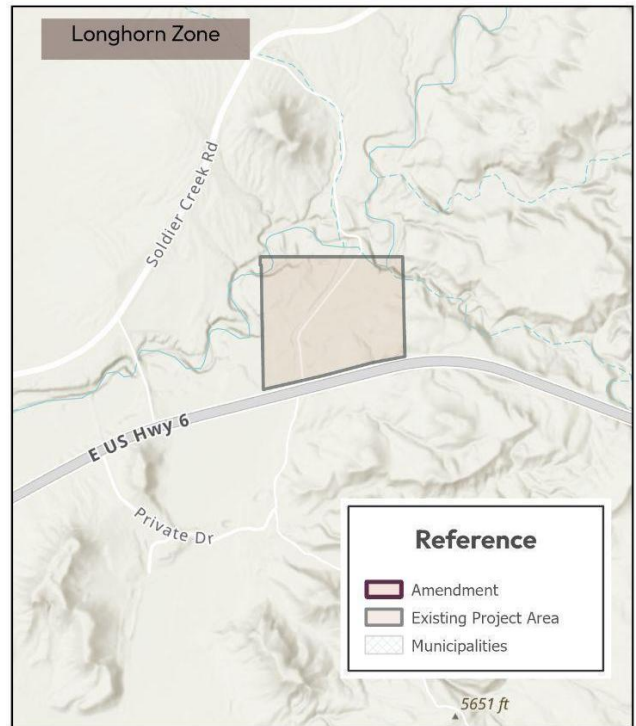 Longhorn Zone
Soldier Creek Rd
E US Hwy 6
Private Dr
Reference
Amendment
Existing Project Area
Municipalities
5651 ft